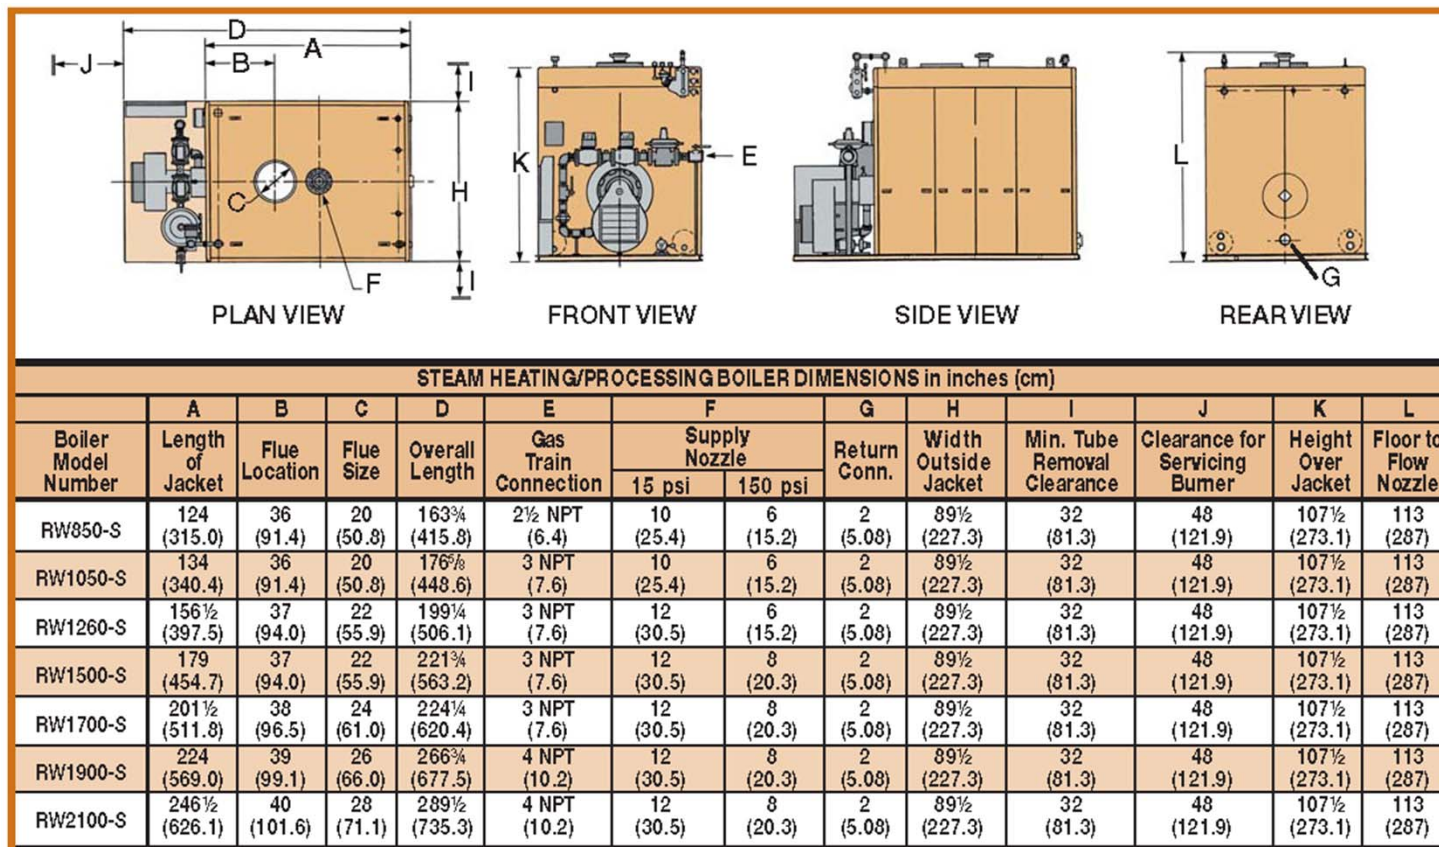 D
A
B
J
I
H
C
F
I
PLAN VIEW
K
E
FRONT VIEW
SIDE VIEW
L
G
REAR VIEW
STEAM HEATING/PROCESSING BOILER DIMENSIONS in inches (cm)
A B C D E F G H I J K L
Boiler Model Number Length of Jacket Flue Location Flue Size Overall Length Gas Train Connection Supply Nozzle Return Conn. Width Outside Jacket Min. Tube Removal Clearance Clearance for Servicing Burner Height Over Jacket Floor to Flow Nozzle
15 psi 150 psi
RW850-S 124 36 20 163¾ 2½ NPT 10 6 2 89½ 32 48 107½ 113
(315.0) (91.4) (50.8) (415.8) (6.4) (25.4) (15.2) (5.08) (227.3) (81.3) (121.9) (273.1) (287)
RW1050-S 134 36 20 176⅝ 3 NPT 10 6 2 89½ 32 48 107½ 113
(340.4) (91.4) (50.8) (448.6) (7.6) (25.4) (15.2) (5.08) (227.3) (81.3) (121.9) (273.1) (287)
RW1260-S 156½ 37 22 199¼ 3 NPT 12 6 2 89½ 32 48 107½ 113
(397.5) (94.0) (55.9) (506.1) (7.6) (30.5) (15.2) (5.08) (227.3) (81.3) (121.9) (273.1) (287)
RW1500-S 179 37 22 221¾ 3 NPT 12 8 2 89½ 32 48 107½ 113
(454.7) (94.0) (55.9) (563.2) (7.6) (30.5) (20.3) (5.08) (227.3) (81.3) (121.9) (273.1) (287)
RW1700-S 201½ 38 24 224¼ 3 NPT 12 8 2 89½ 32 48 107½ 113
(511.8) (96.5) (61.0) (620.4) (7.6) (30.5) (20.3) (5.08) (227.3) (81.3) (121.9) (273.1) (287)
RW1900-S 224 39 26 266¾ 4 NPT 12 8 2 89½ 32 48 107½ 113
(569.0) (99.1) (66.0) (677.5) (10.2) (30.5) (20.3) (5.08) (227.3) (81.3) (121.9) (273.1) (287)
RW2100-S 246½ 40 28 289½ 4 NPT 12 8 2 89½ 32 48 107½ 113
(626.1) (101.6) (71.1) (735.3) (10.2) (30.5) (20.3) (5.08) (227.3) (81.3) (121.9) (273.1) (287)